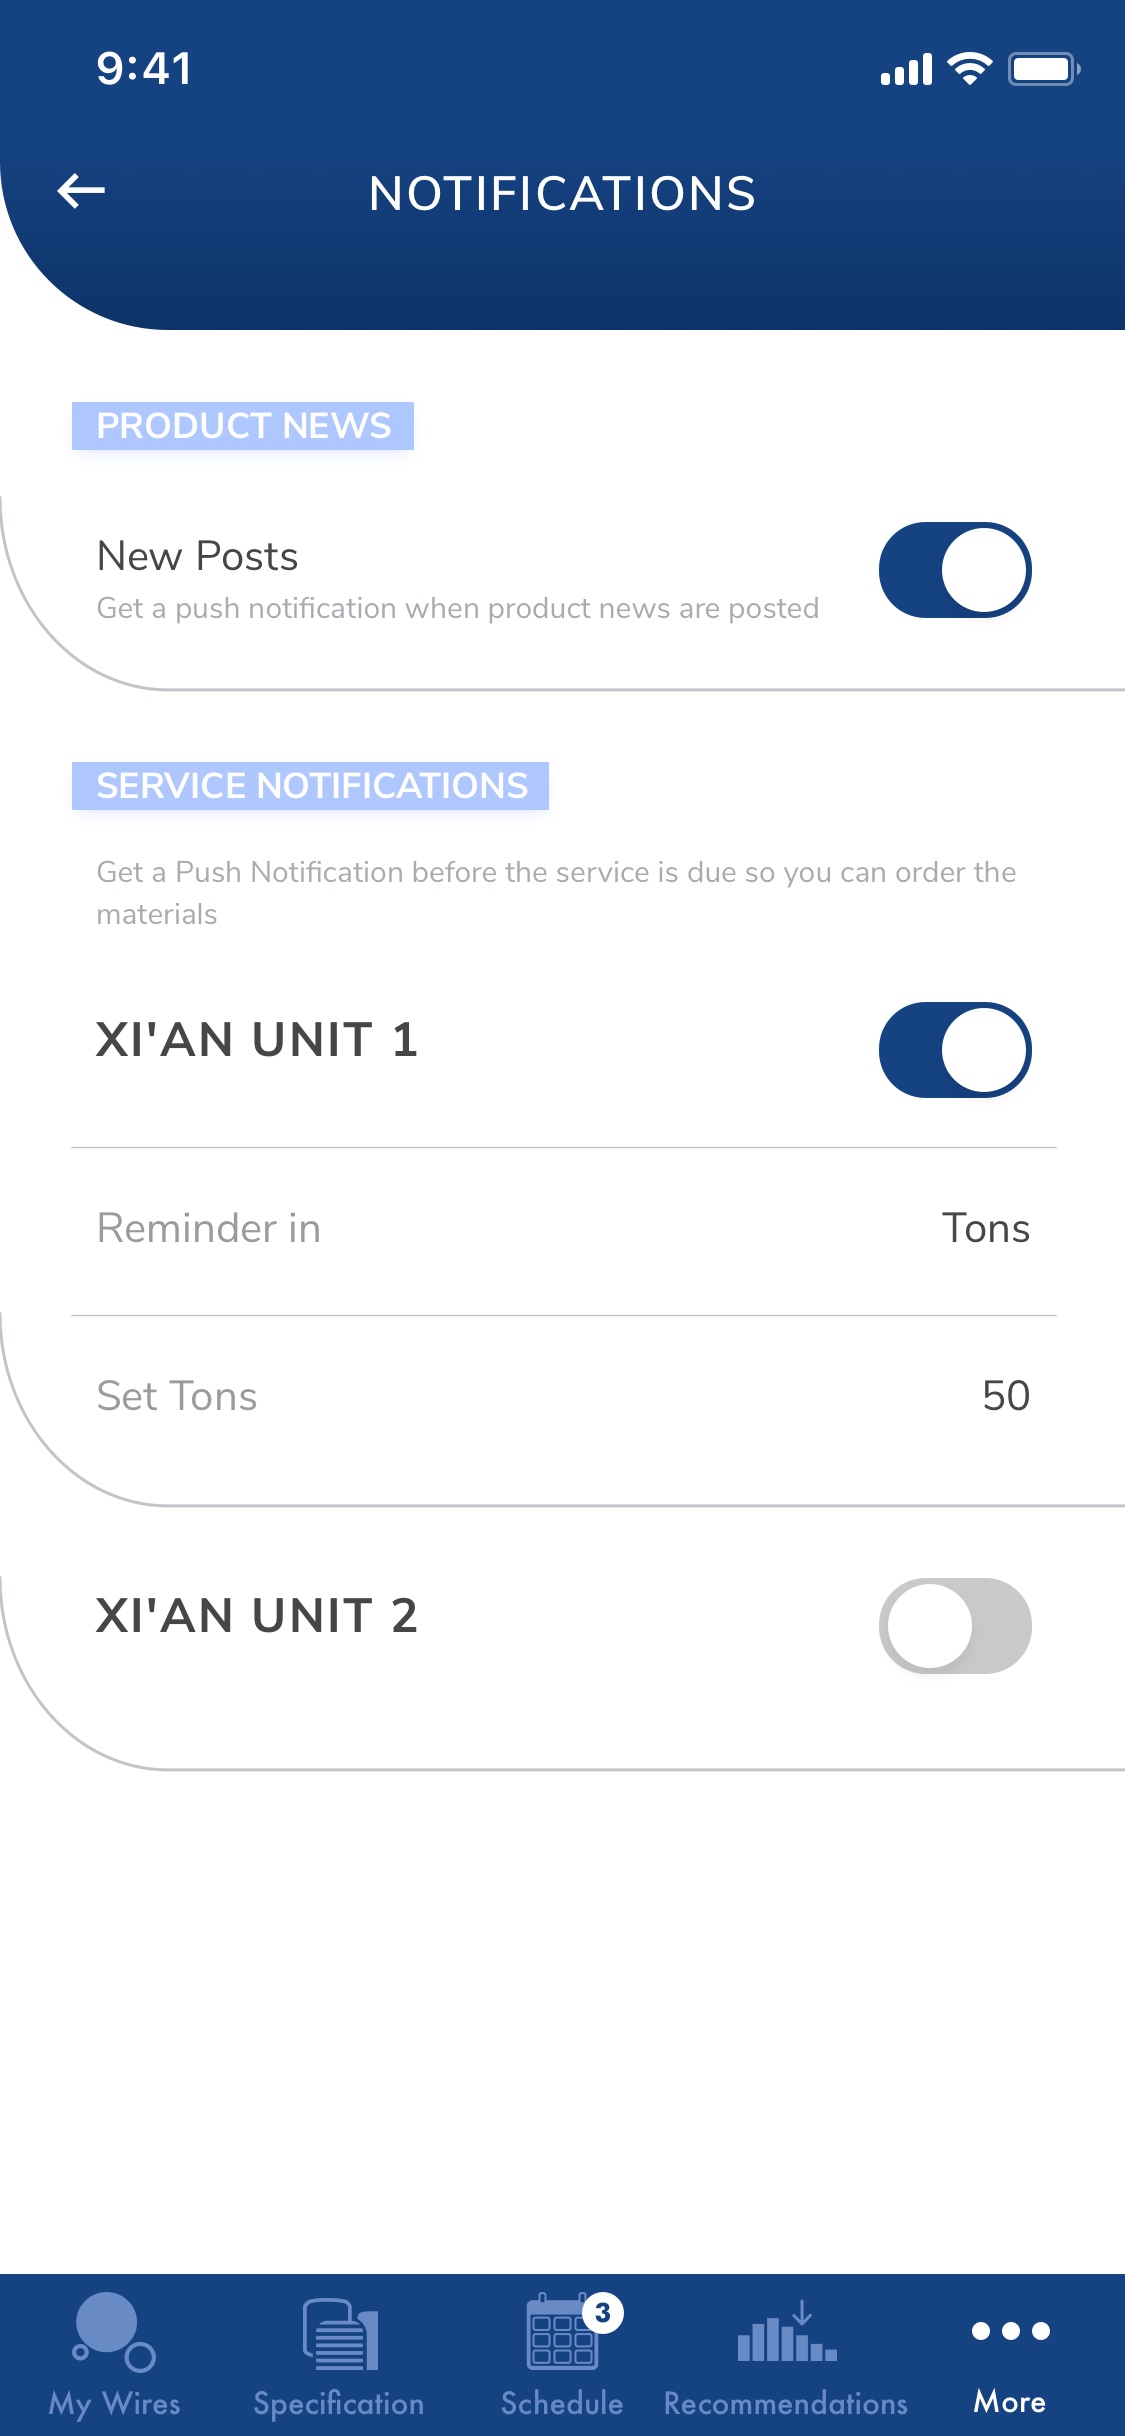 9:41
NOTIFICATIONS
PRODUCT NEWS
New Posts
Get a push notification when product news are posted
SERVICE NOTIFICATIONS
Get a Push Notification before the service is due so you can order the
materials
XI'AN UNIT 1
Reminder in Tons
Set Tons 50
XI'AN UNIT 2
3
My Wires Specification Schedule Recommendations More